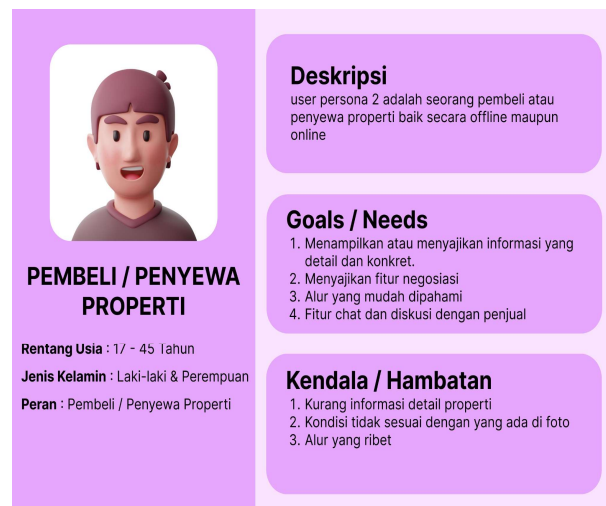 PEMBELI / PENYEWA
PROPERTI
Rentang Usia : 17 - 45 Tahun
Jenis Kelamin : Laki-laki & Perempuan
Peran : Pembeli / Penyewa Properti
Deskripsi
user persona 2 adalah seorang pembeli atau
penyewa properti baik secara offline maupun
online
Goals / Needs
1. Menampilkan atau menyajikan informasi yang
detail dan konkret.
2. Menyajikan fitur negosiasi
3. Alur yang mudah dipahami
4. Fitur chat dan diskusi dengan penjual
Kendala / Hambatan
1. Kurang informasi detail properti
2. Kondisi tidak sesuai dengan yang ada di foto
3. Alur yang ribet